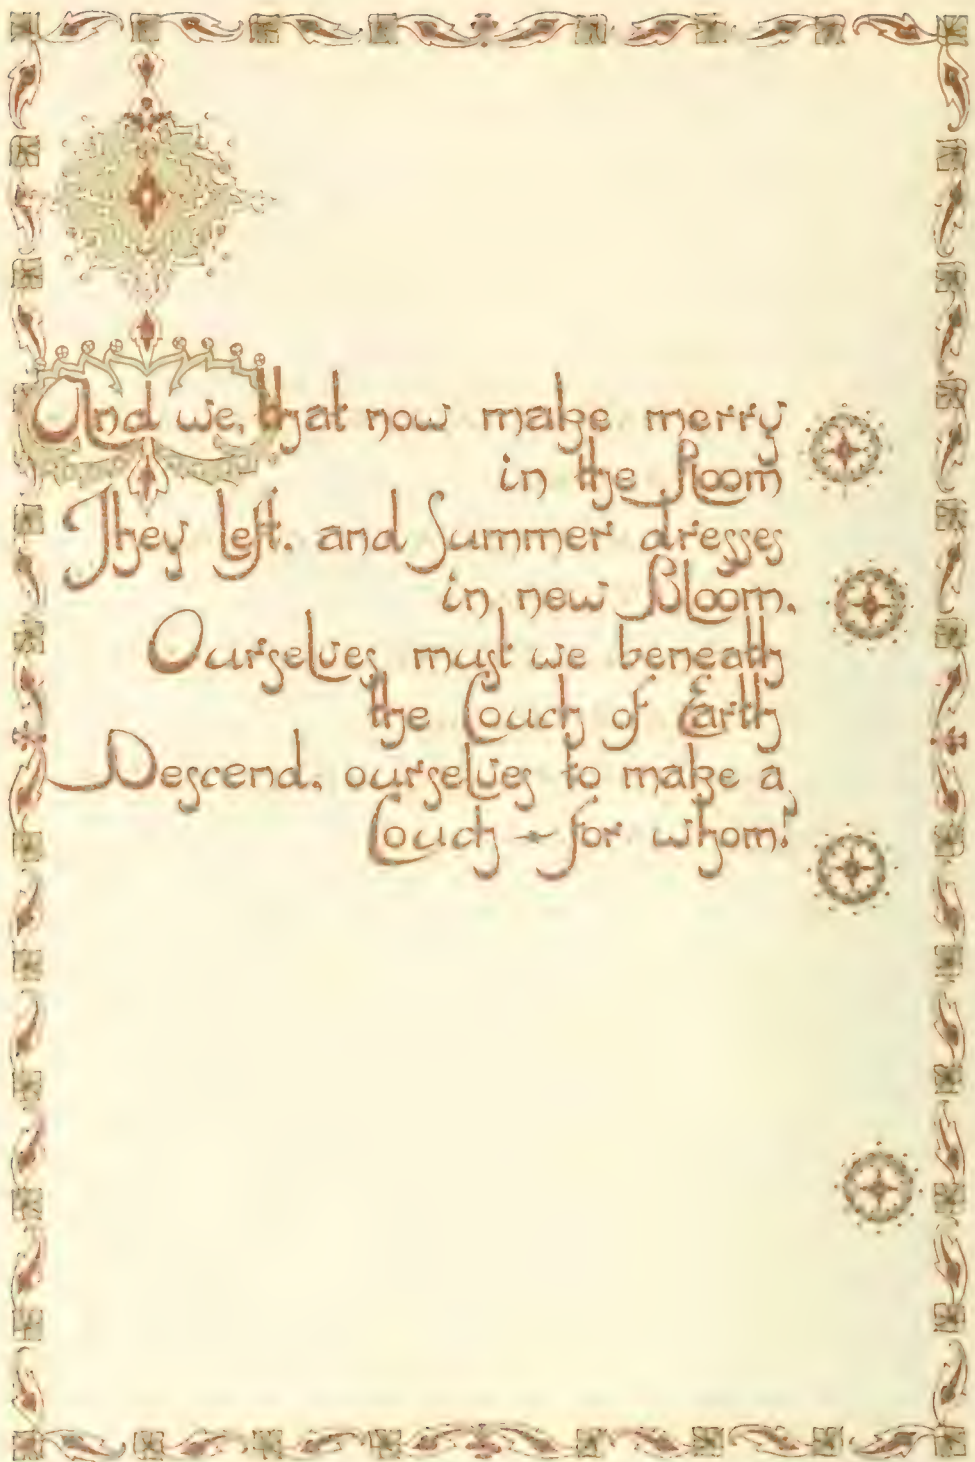 And we, that now make merry
in the Room
They left, and Summer dresses
in new Bloom,
Ourselves must we beneath
the Couch of Earth
Descend, ourselves to make a
Couch — for whom?